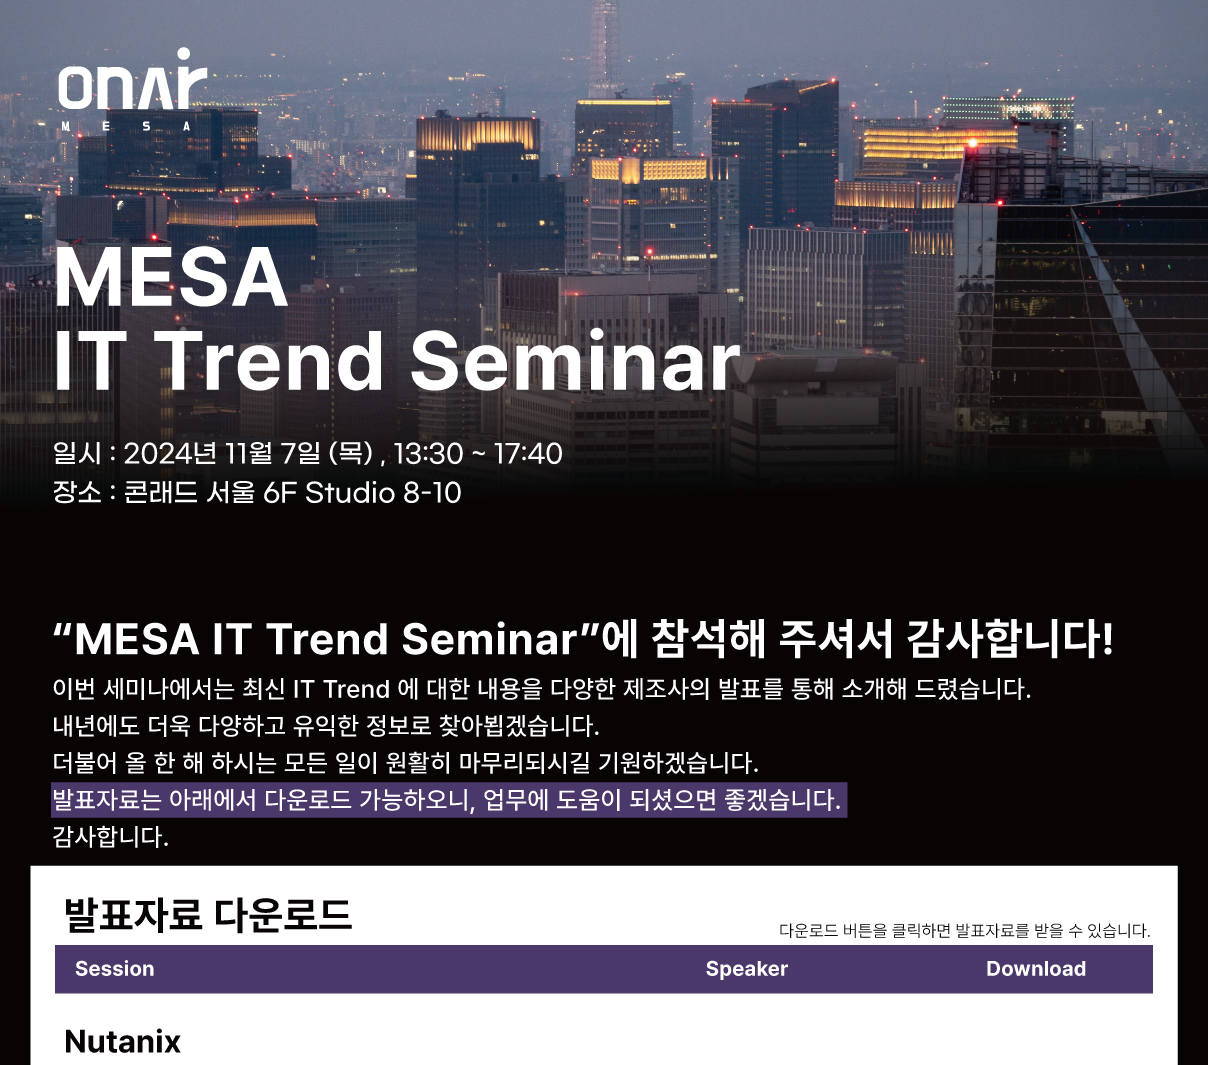 onair
MESA
MESA
IT Trend Seminar
일시 : 2024년 11월 7일 (목) , 13:30 ~ 17:40
장소 : 콘래드 서울 6F Studio 8-10
“MESA IT Trend Seminar”에 참석해 주셔서 감사합니다!
이번 세미나에서는 최신 IT Trend 에 대한 내용을 다양한 제조사의 발표를 통해 소개해 드렸습니다.
내년에도 더욱 다양하고 유익한 정보로 찾아뵙겠습니다.
더불어 올 한 해 하시는 모든 일이 원활히 마무리되시길 기원하겠습니다.
발표자료는 아래에서 다운로드 가능하오니, 업무에 도움이 되셨으면 좋겠습니다.
감사합니다.
발표자료 다운로드
다운로드 버튼을 클릭하면 발표자료를 받을 수 있습니다.
Session Speaker Download
Nutanix